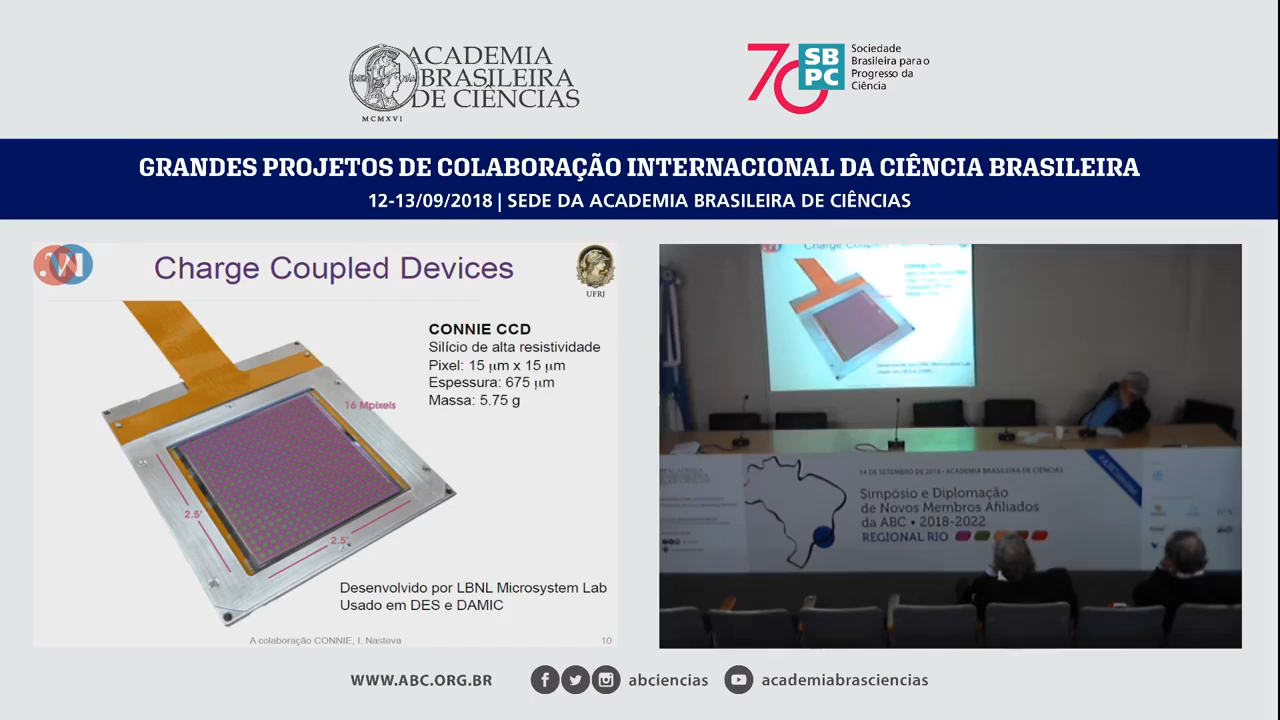 ACADEMIA
BRASILEIRA
DE CIÊNCIAS
MCMXVI
70
SB
PC
Sociedade
Brasileira para o
Progresso da
Ciência
GRANDES PROJETOS DE COLABORAÇÃO INTERNACIONAL DA CIÊNCIA BRASILEIRA
12-13/09/2018 | SEDE DA ACADEMIA BRASILEIRA DE CIÊNCIAS
Charge Coupled Devices
UFRJ
CONNIE CCD
Silício de alta resistividade
Pixel: 15 μm x 15 μm
Espessura: 675 μm
Massa: 5.75 g
16 Mpixels
2.5'
2.5'
Desenvolvido por LBNL Microsystem Lab
Usado em DES e DAMIC
A colaboração CONNIE, I. Nasteva
10
14 DE SETEMBRO DE 2018 • ACADEMIA BRASILEIRA DE CIÊNCIAS
Simpósio e Diplomação
de Novos Membros Afiliados
da ABC • 2018-2022
REGIONAL RIO
WWW.ABC.ORG.BR
abciencias
academiabrasciencias